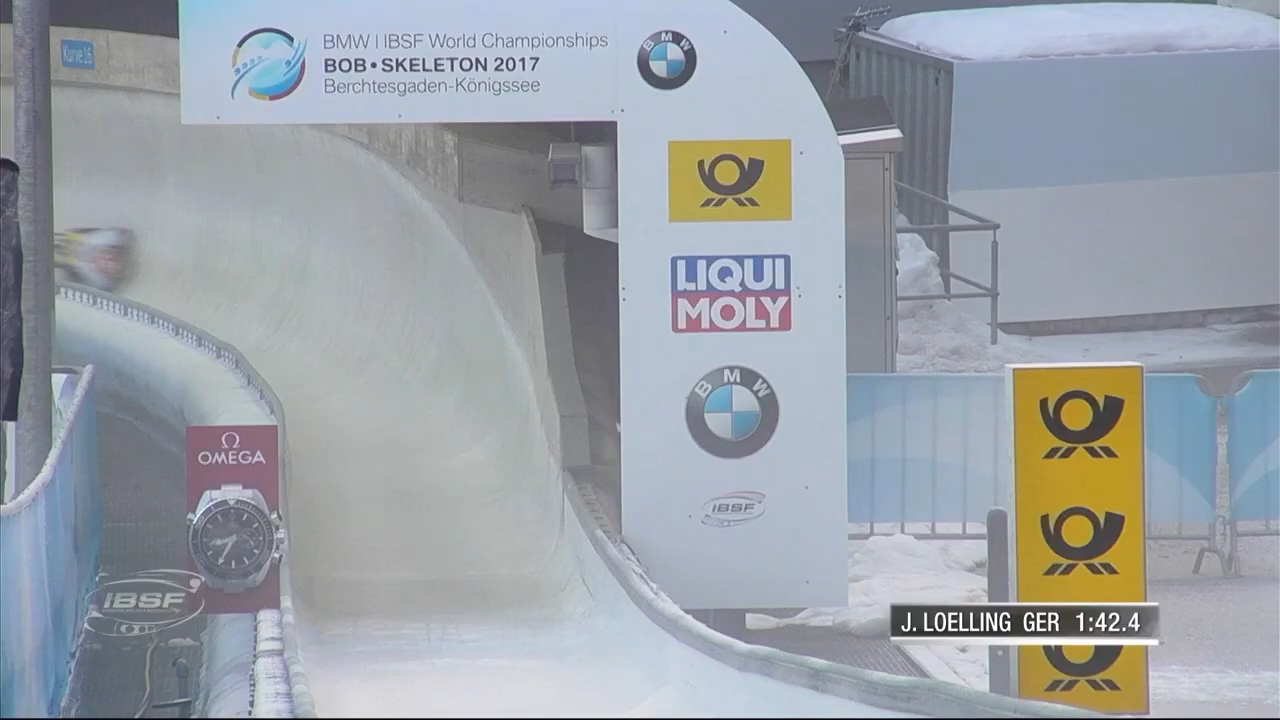 Kurve 16
BMW | IBSF World Championships
BOB • SKELETON 2017
Berchtesgaden-Königssee
BMW
LIQUI
MOLY
BMW
IBSF
Ω
OMEGA
IBSF
J. LOELLING GER 1:42.4